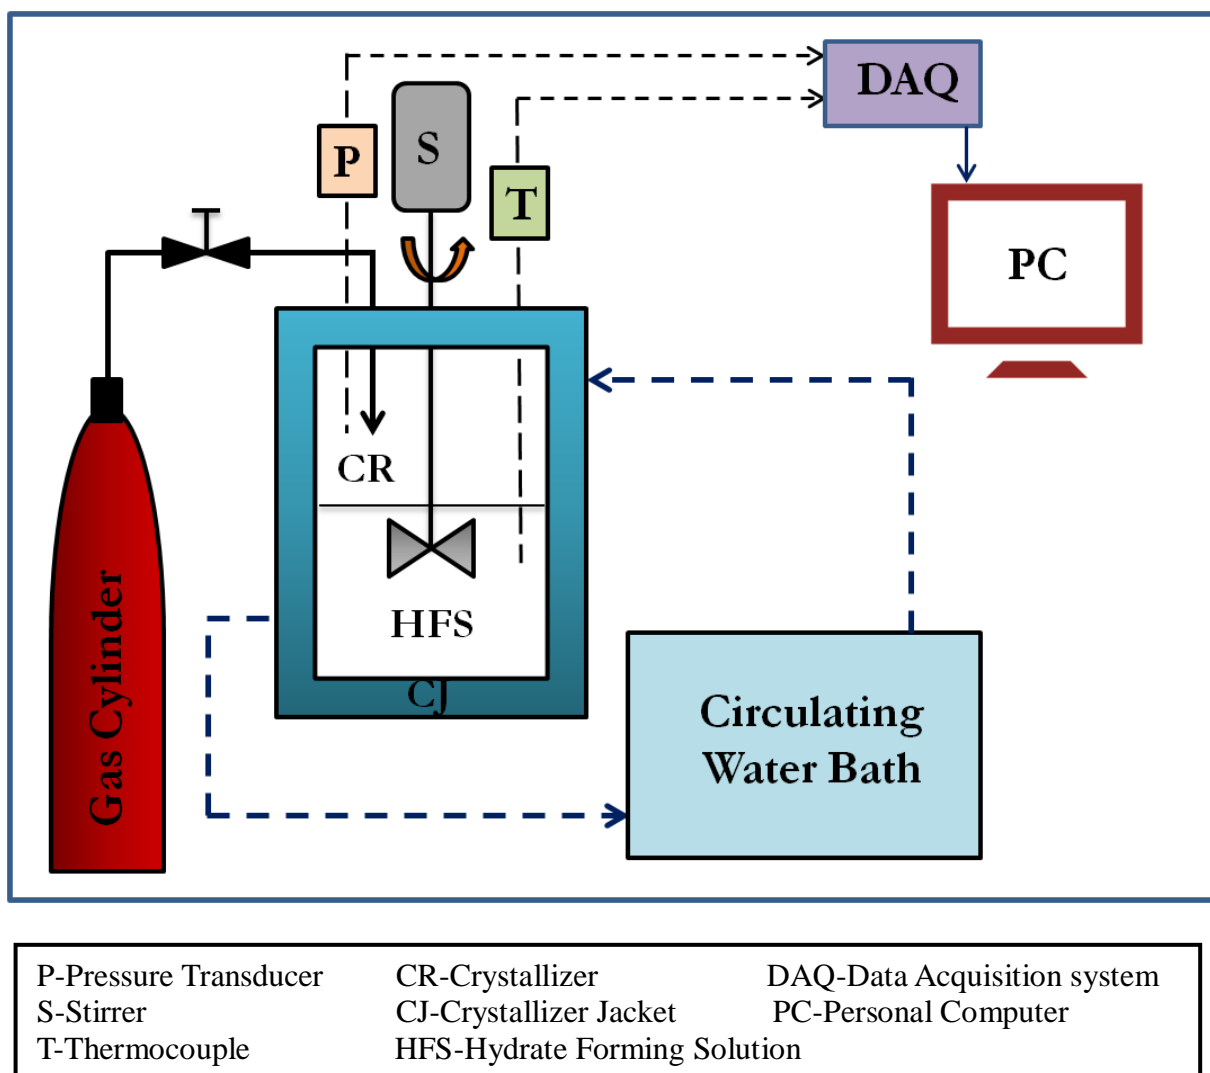 DAQ
P
S
T
PC
CR
HFS
CJ
Gas Cylinder
Circulating
Water Bath
P-Pressure Transducer CR-Crystallizer DAQ-Data Acquisition system
S-Stirrer CJ-Crystallizer Jacket PC-Personal Computer
T-Thermocouple HFS-Hydrate Forming Solution